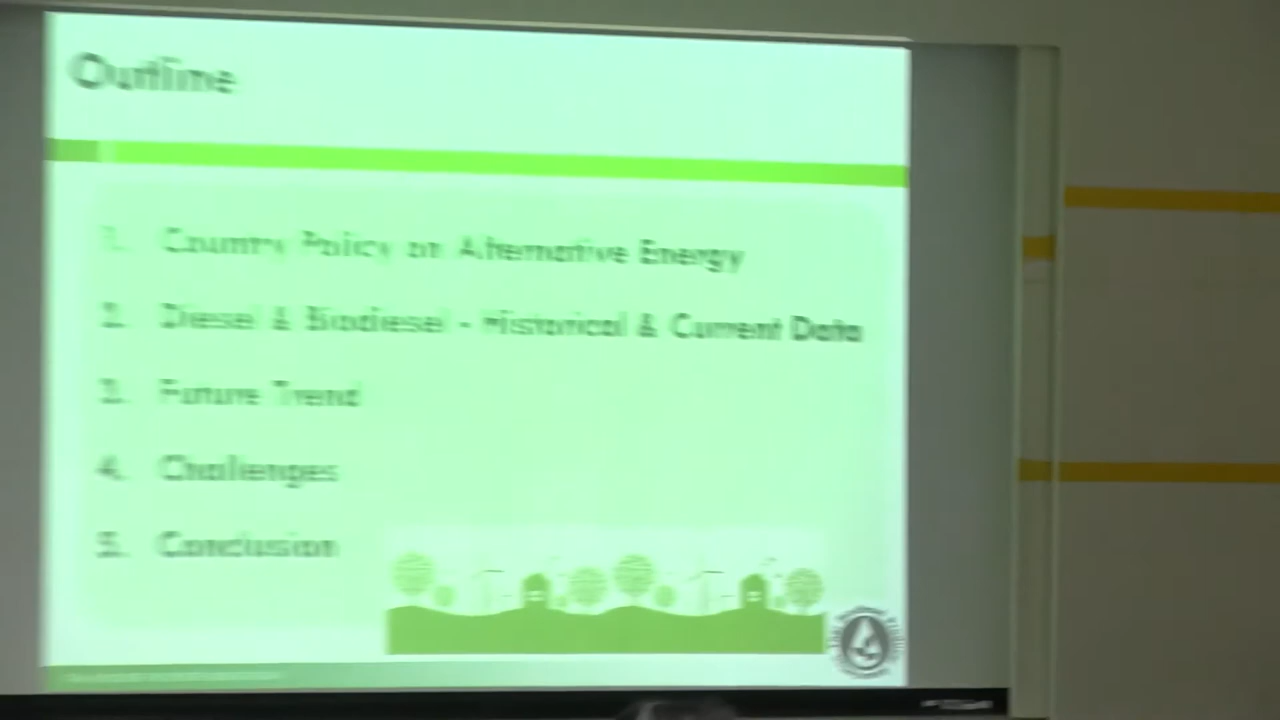 Outline
1. Country Policy on Alternative Energy
2. Diesel & Biodiesel - Historical & Current Data
3. Future Trend
4. Challenges
5. Conclusion